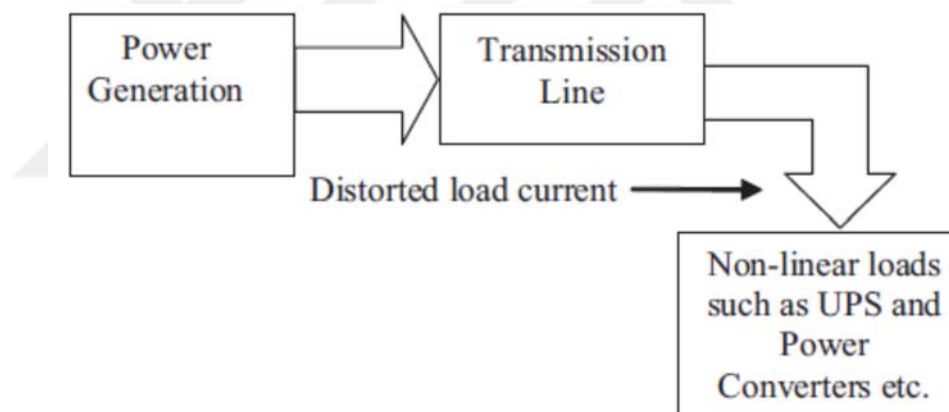 Power
Generation
Transmission
Line
Distorted load current
Non-linear loads
such as UPS and
Power
Converters etc.